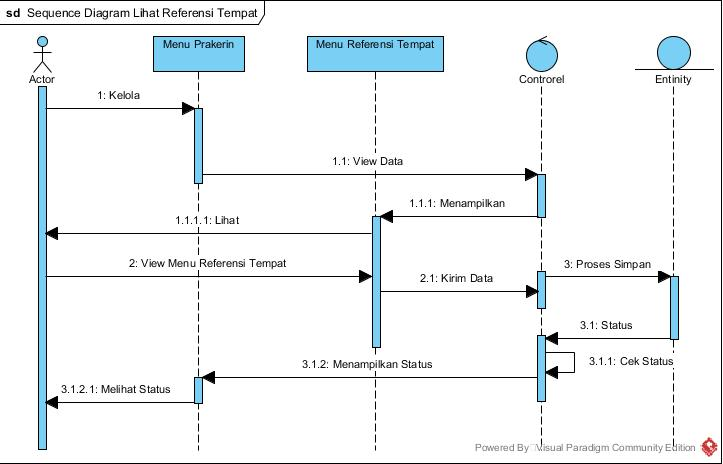 sd Sequence Diagram Lihat Referensi Tempat
Actor
Menu Prakerin
Menu Referensi Tempat
Controrel
Entinity
1: Kelola
1.1: View Data
1.1.1: Menampilkan
1.1.1.1: Lihat
2: View Menu Referensi Tempat
3: Proses Simpan
2.1: Kirim Data
3.1: Status
3.1.1: Cek Status
3.1.2: Menampilkan Status
3.1.2.1: Melihat Status
Powered By Visual Paradigm Community Edition